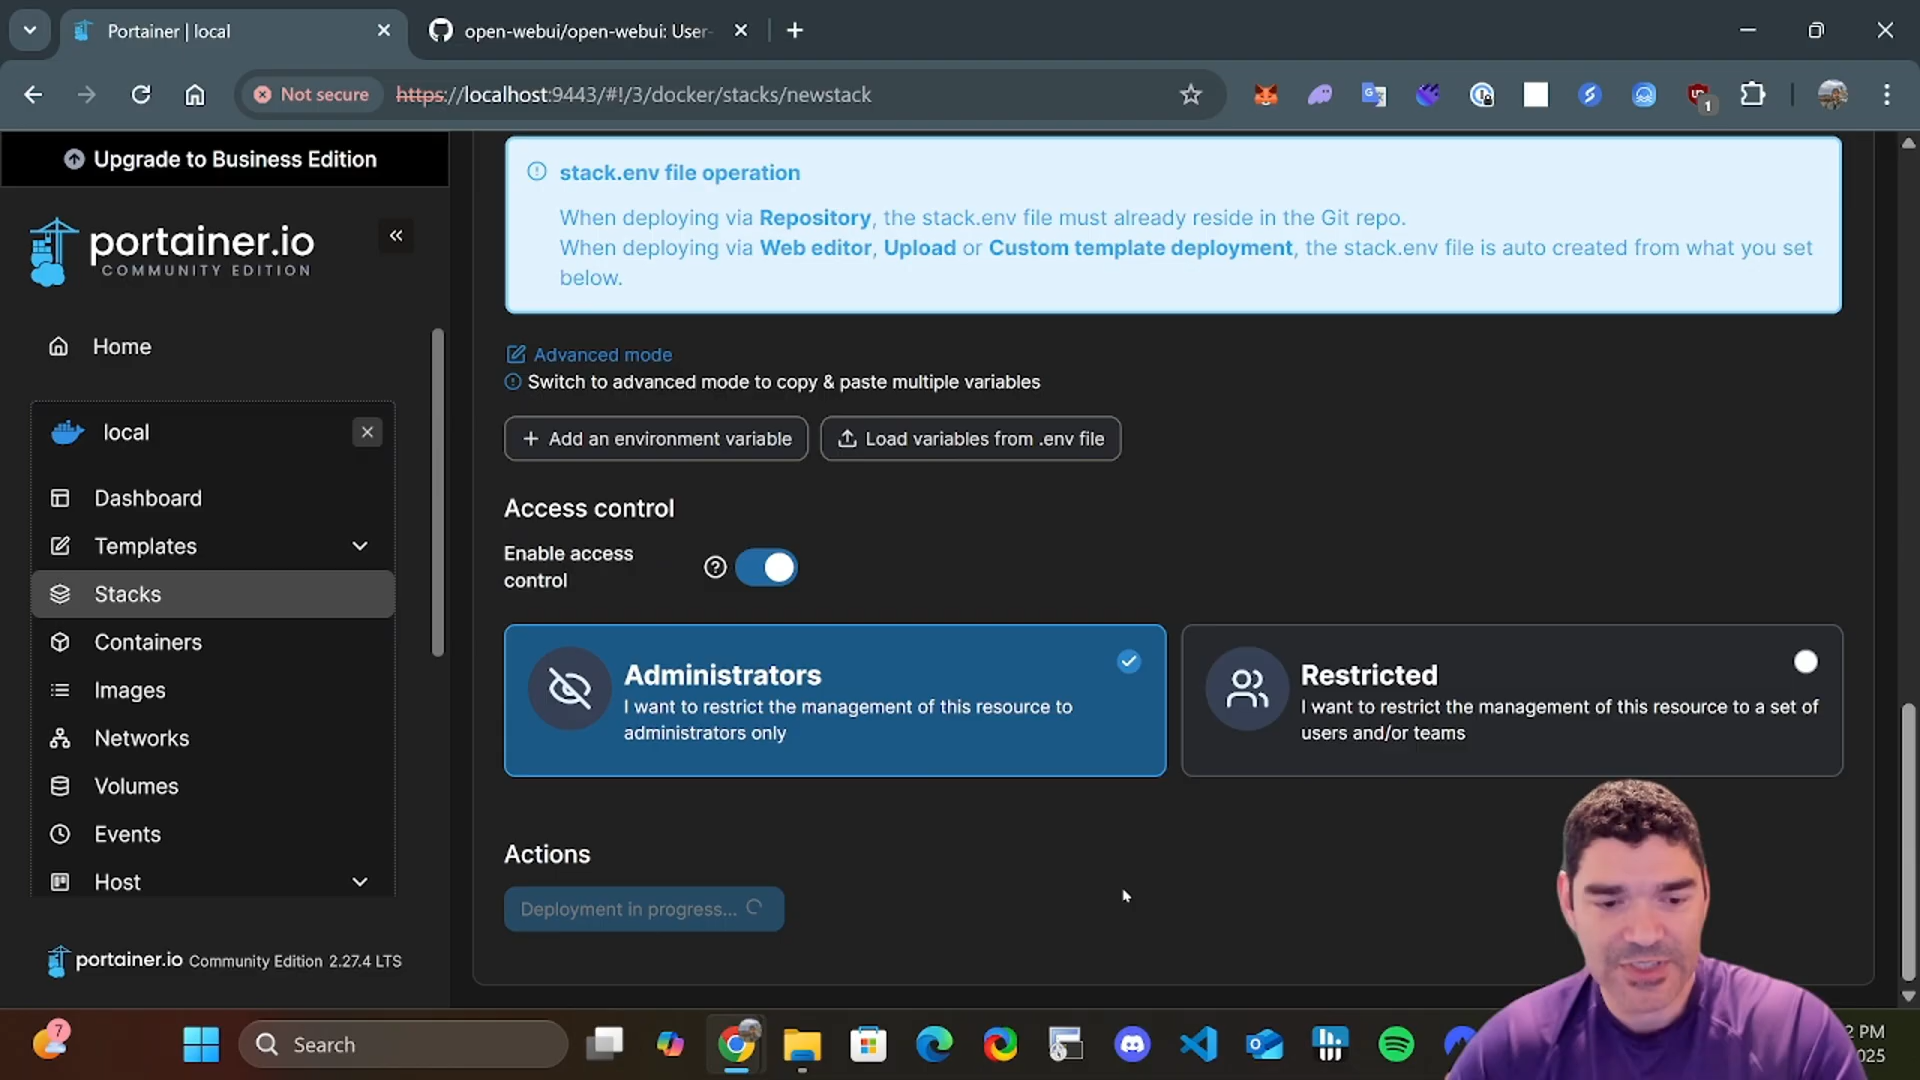 Portainer | local
open-webui/open-webui: User-
Not secure
https://localhost:9443/#!/3/docker/stacks/newstack
1
Upgrade to Business Edition
portainer.io
COMMUNITY EDITION
Home
local
Dashboard
Templates
Stacks
Containers
Images
Networks
Volumes
Events
Host
portainer.io Community Edition 2.27.4 LTS
stack.env file operation
When deploying via Repository, the stack.env file must already reside in the Git repo.
When deploying via Web editor, Upload or Custom template deployment, the stack.env file is auto created from what you set
below.
Advanced mode
Switch to advanced mode to copy & paste multiple variables
+ Add an environment variable
Load variables from .env file
Access control
Enable access
control
Administrators
I want to restrict the management of this resource to
administrators only
Restricted
I want to restrict the management of this resource to a set of
users and/or teams
Actions
Deployment in progress...
7
Search
2 PM
025